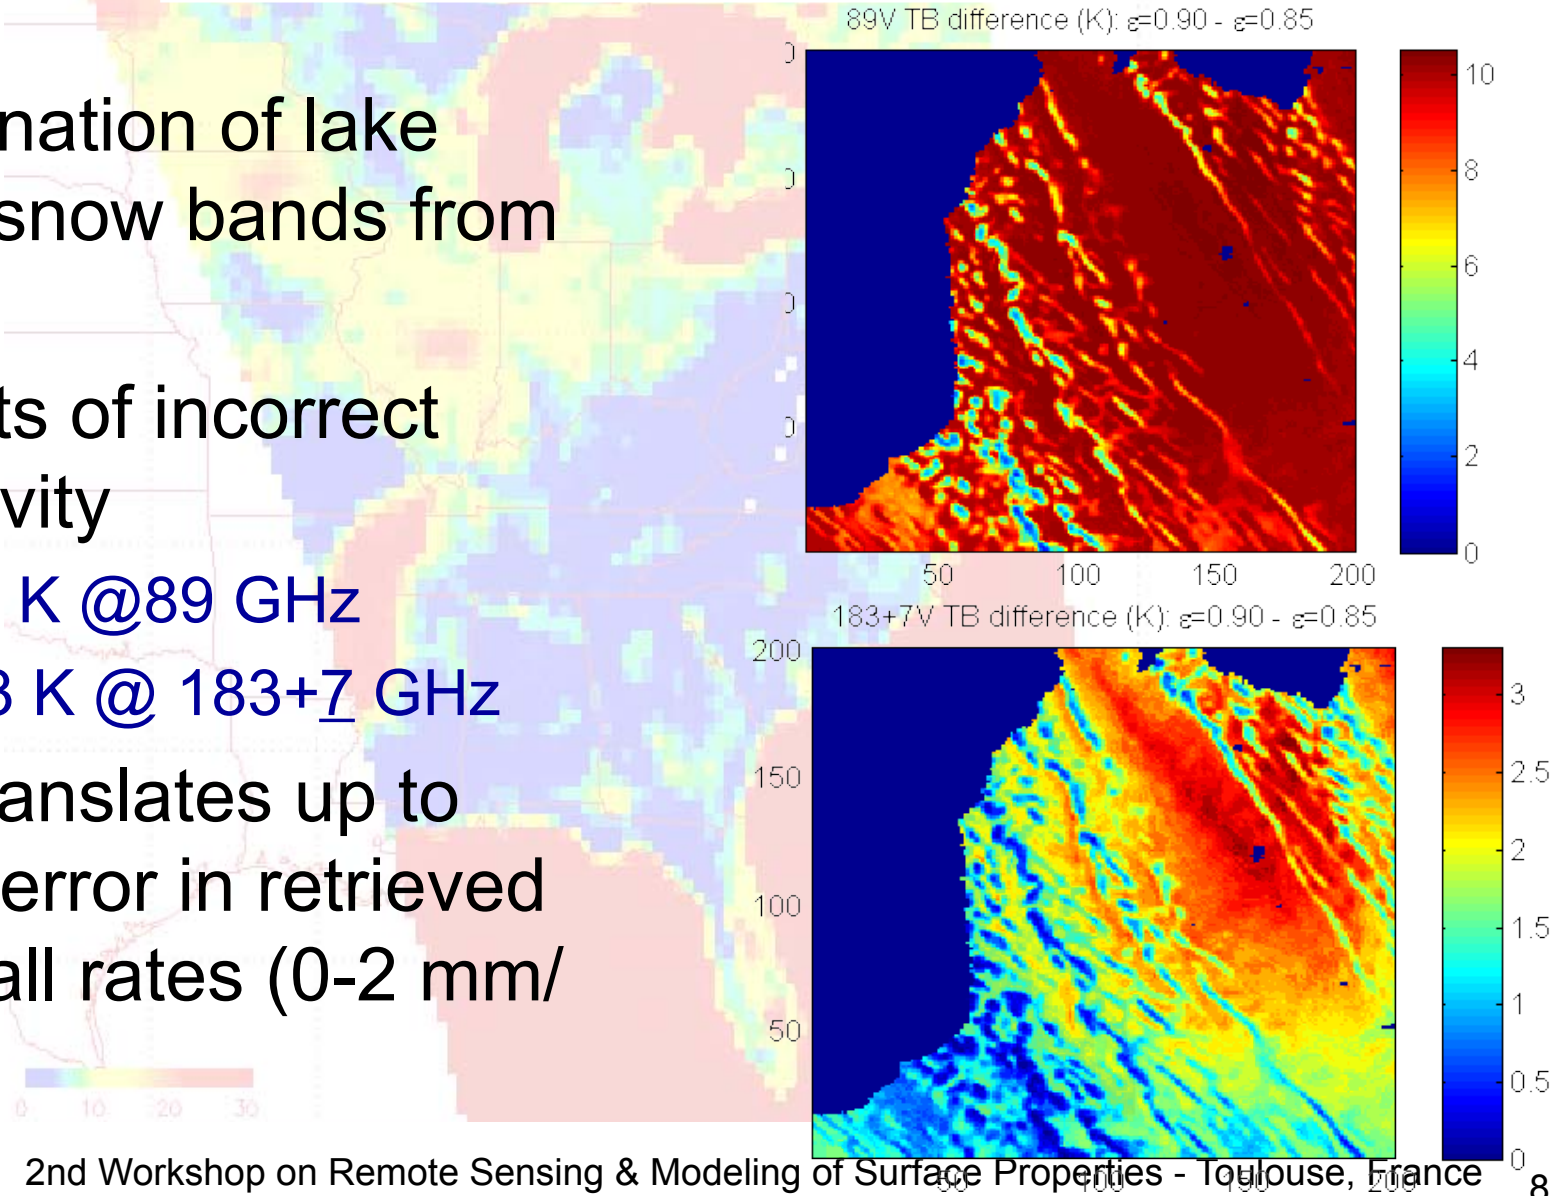 nation of lake
snow bands from
ts of incorrect
vity
K @89 GHz
3 K @ 183+7 GHz
anslates up to
error in retrieved
all rates (0-2 mm/
0 10 20 30
89V TB difference (K): ε=0.90 - ε=0.85
10
8
6
4
2
0
50 100 150 200
183+7V TB difference (K): ε=0.90 - ε=0.85
200
150
100
50
3
2.5
2
1.5
1
0.5
0
50 100 150 200
2nd Workshop on Remote Sensing & Modeling of Surface Properties - Toulouse, France
8